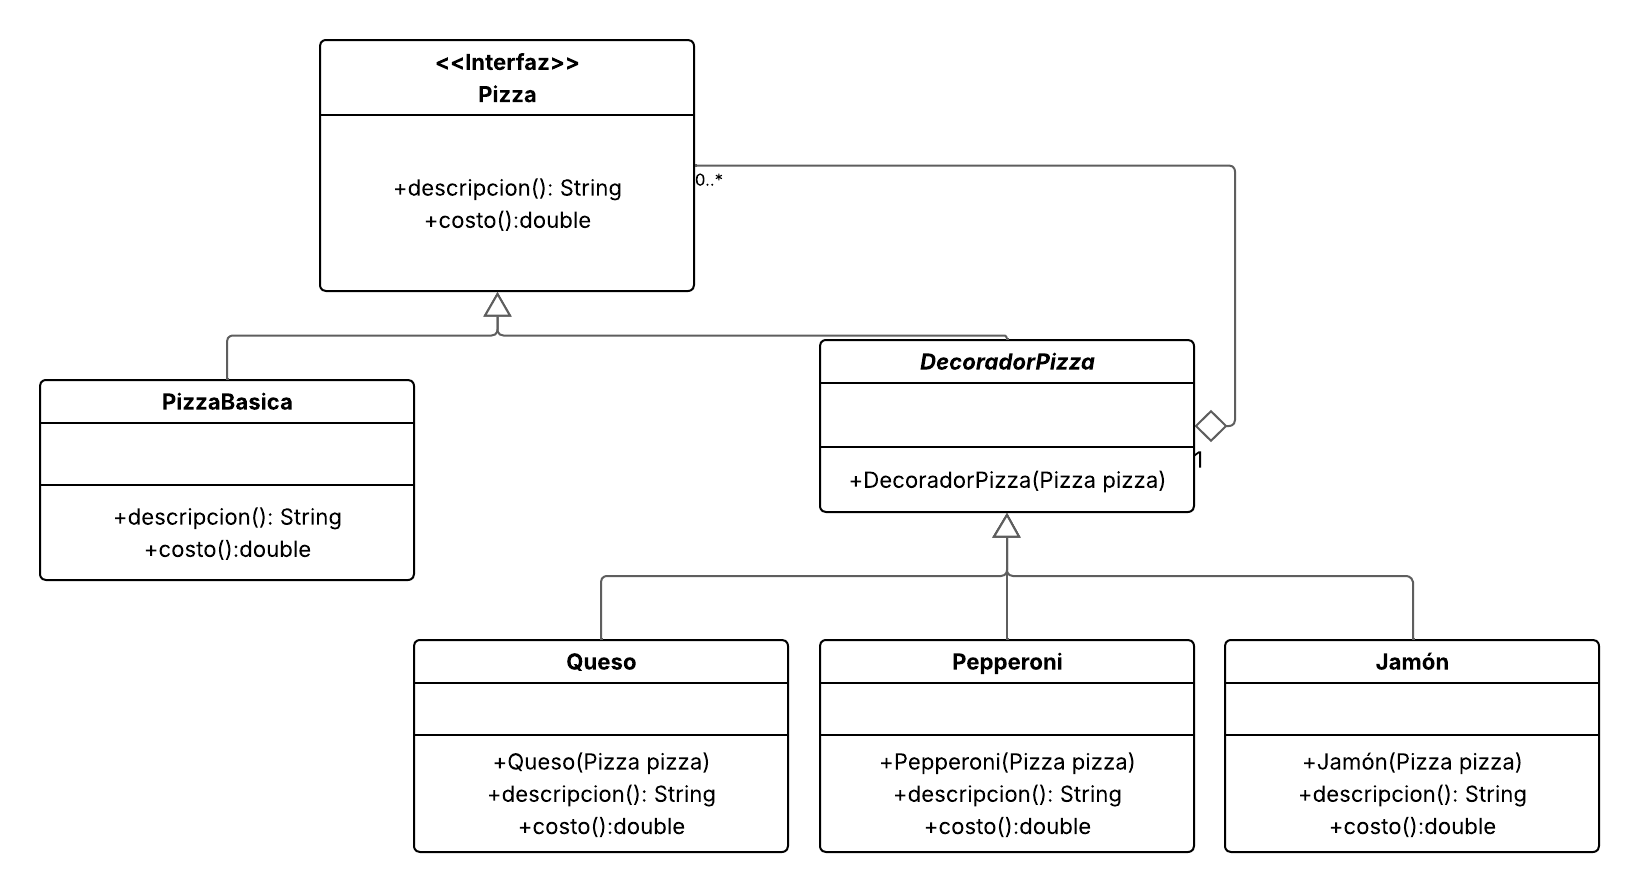 <<Interfaz>>
Pizza
+descripcion(): String
+costo():double
0..*
DecoradorPizza
+DecoradorPizza(Pizza pizza)
1
PizzaBasica
+descripcion(): String
+costo():double
Queso
+Queso(Pizza pizza)
+descripcion(): String
+costo():double
Pepperoni
+Pepperoni(Pizza pizza)
+descripcion(): String
+costo():double
Jamón
+Jamón(Pizza pizza)
+descripcion(): String
+costo():double